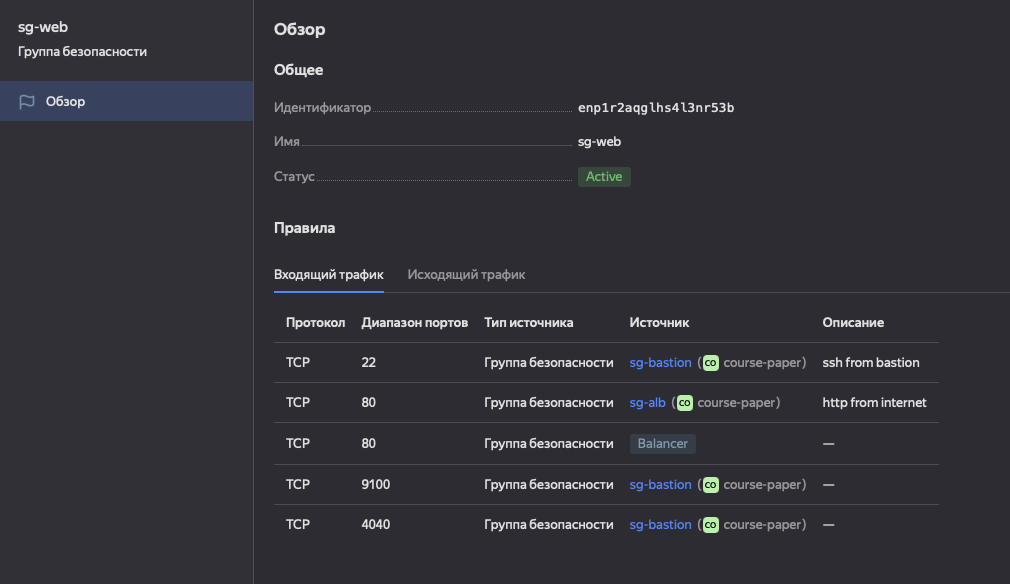 sg-web
Группа безопасности
Обзор
Обзор
Общее
Идентификатор enp1r2aqglhs4l3nr53b
Имя sg-web
Статус Active
Правила
Входящий трафик Исходящий трафик
Протокол Диапазон портов Тип источника Источник Описание
TCP 22 Группа безопасности sg-bastion (co course-paper) ssh from bastion
TCP 80 Группа безопасности sg-alb (co course-paper) http from internet
TCP 80 Группа безопасности Balancer —
TCP 9100 Группа безопасности sg-bastion (co course-paper) —
TCP 4040 Группа безопасности sg-bastion (co course-paper) —